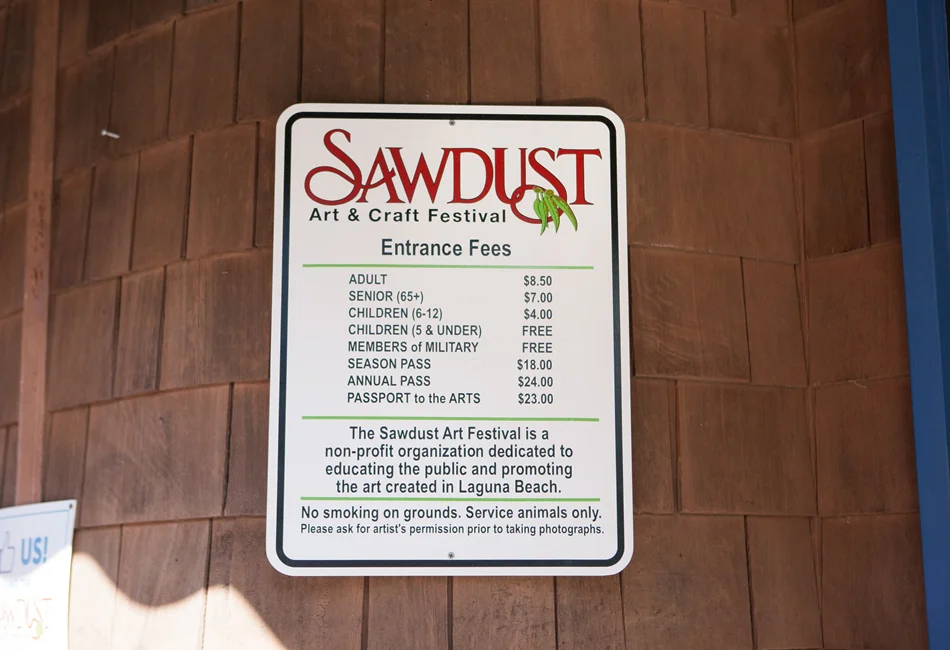 SAWDUST
Art & Craft Festival
Entrance Fees
ADULT $8.50
SENIOR (65+) $7.00
CHILDREN (6-12) $4.00
CHILDREN (5 & UNDER) FREE
MEMBERS of MILITARY FREE
SEASON PASS $18.00
ANNUAL PASS $24.00
PASSPORT to the ARTS $23.00
The Sawdust Art Festival is a
non-profit organization dedicated to
educating the public and promoting
the art created in Laguna Beach.
No smoking on grounds. Service animals only.
Please ask for artist's permission prior to taking photographs.
US!